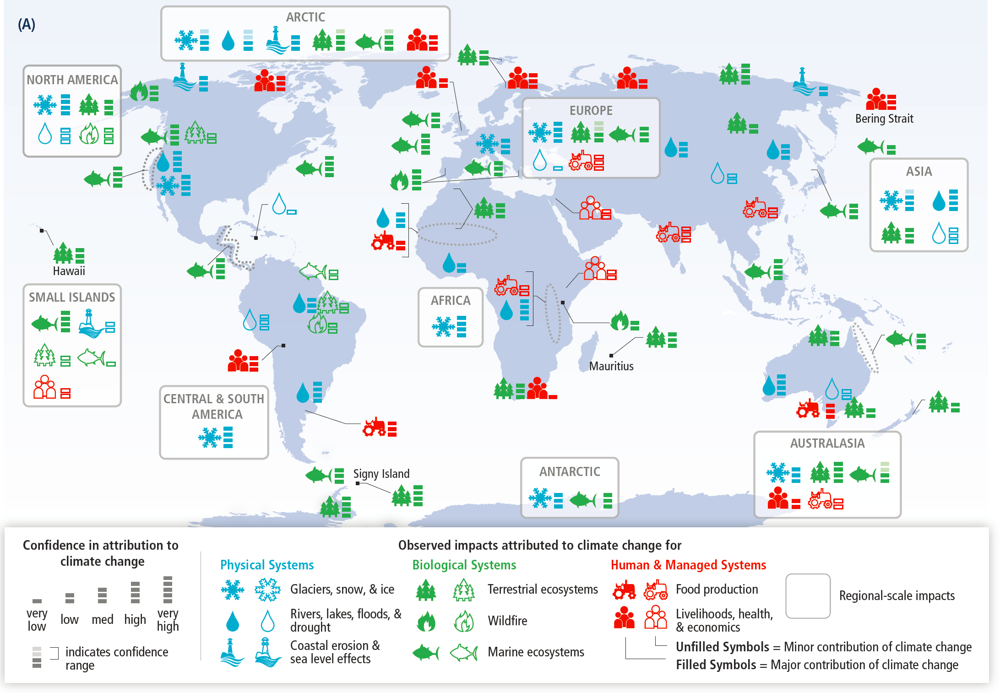 (A)
ARCTIC
NORTH AMERICA
EUROPE
Bering Strait
ASIA
Hawaii
SMALL ISLANDS
AFRICA
Mauritius
CENTRAL & SOUTH
AMERICA
AUSTRALASIA
Signy Island
ANTARCTIC
Confidence in attribution to
climate change
very
low
low
med
high
very
high
indicates confidence
range
Observed impacts attributed to climate change for
Physical Systems
Glaciers, snow, & ice
Rivers, lakes, floods, &
drought
Coastal erosion &
sea level effects
Biological Systems
Terrestrial ecosystems
Wildfire
Marine ecosystems
Human & Managed Systems
Food production
Livelihoods, health,
& economics
Regional-scale impacts
Unfilled Symbols = Minor contribution of climate change
Filled Symbols = Major contribution of climate change